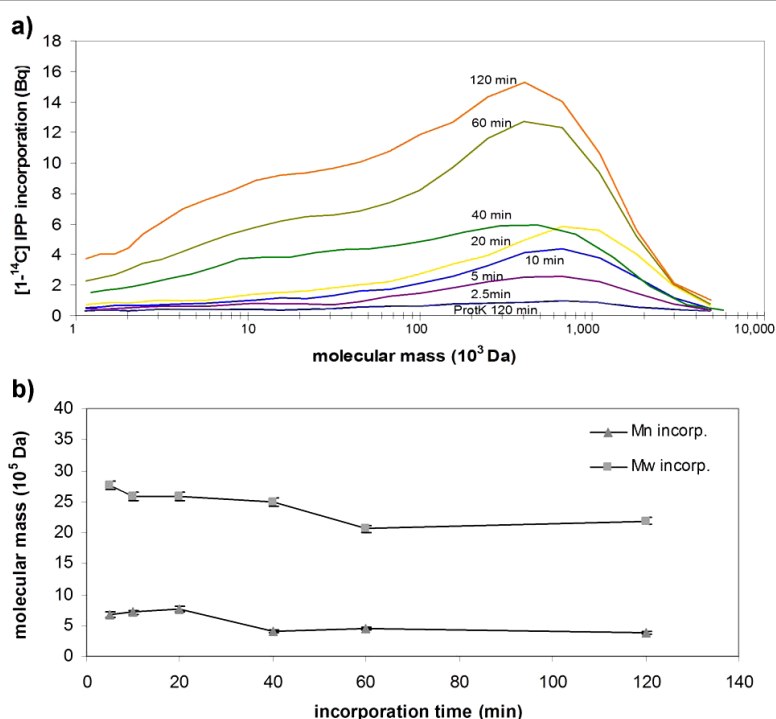 a)
18
16
14
12
10
8
6
4
2
0
[1-¹⁴C] IPP incorporation (Bq)
120 min
60 min
40 min
20 min
10 min
5 min
2.5min
ProtK 120 min
1
10
100
1,000
10,000
molecular mass (10³ Da)
b)
40
35
30
25
20
15
10
5
0
molecular mass (10⁵ Da)
Mn incorp.
Mw incorp.
0
20
40
60
80
100
120
140
incorporation time (min)